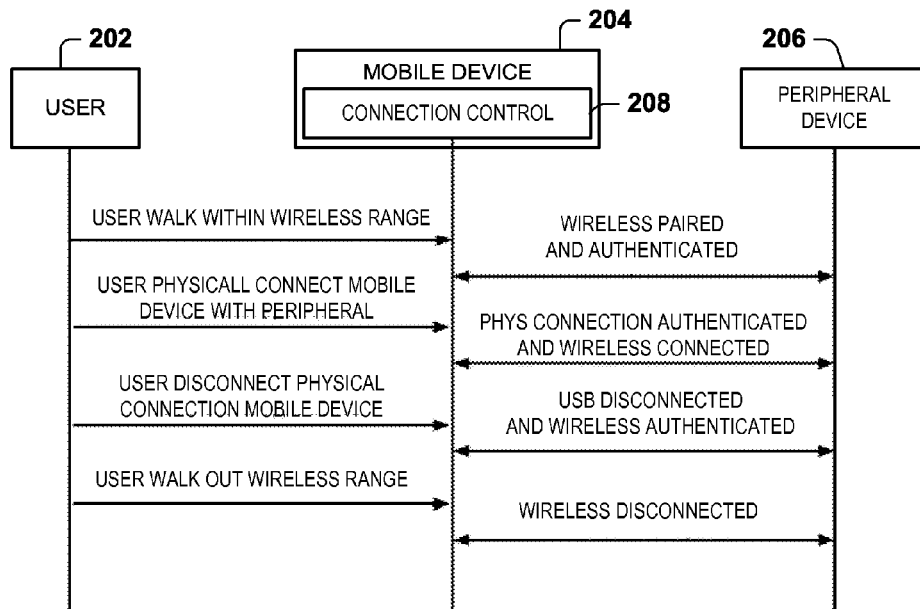 202
204
206
USER
MOBILE DEVICE
CONNECTION CONTROL
208
PERIPHERAL
DEVICE
USER WALK WITHIN WIRELESS RANGE
WIRELESS PAIRED
AND AUTHENTICATED
USER PHYSICALL CONNECT MOBILE
DEVICE WITH PERIPHERAL
PHYS CONNECTION AUTHENTICATED
AND WIRELESS CONNECTED
USER DISCONNECT PHYSICAL
CONNECTION MOBILE DEVICE
USB DISCONNECTED
AND WIRELESS AUTHENTICATED
USER WALK OUT WIRELESS RANGE
WIRELESS DISCONNECTED